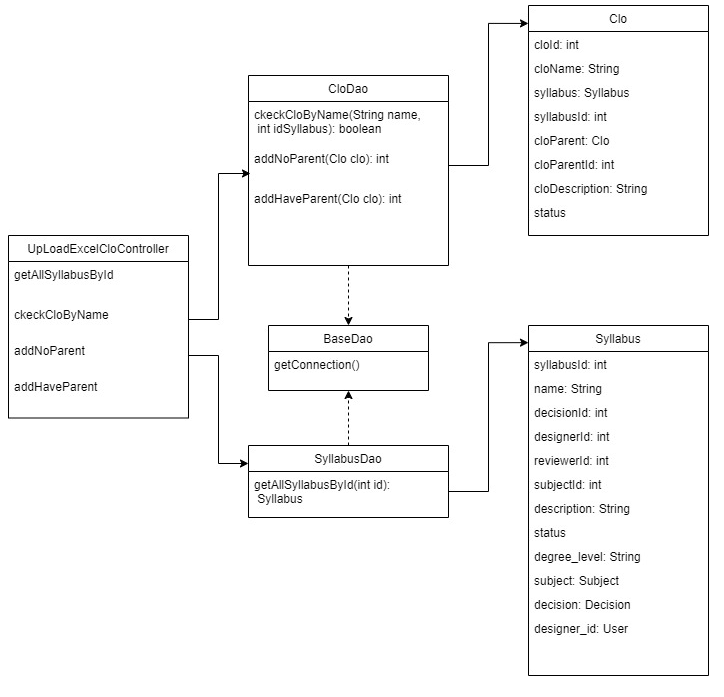 Clo
cloId: int
cloName: String
syllabus: Syllabus
syllabusId: int
cloParent: Clo
cloParentId: int
cloDescription: String
status
CloDao
ckeckCloByName(String name,
int idSyllabus): boolean
addNoParent(Clo clo): int
addHaveParent(Clo clo): int
UpLoadExcelCloController
getAllSyllabusById
ckeckCloByName
addNoParent
addHaveParent
BaseDao
getConnection()
SyllabusDao
getAllSyllabusById(int id):
Syllabus
Syllabus
syllabusId: int
name: String
decisionId: int
designerId: int
reviewerId: int
subjectId: int
description: String
status
degree_level: String
subject: Subject
decision: Decision
designer_id: User